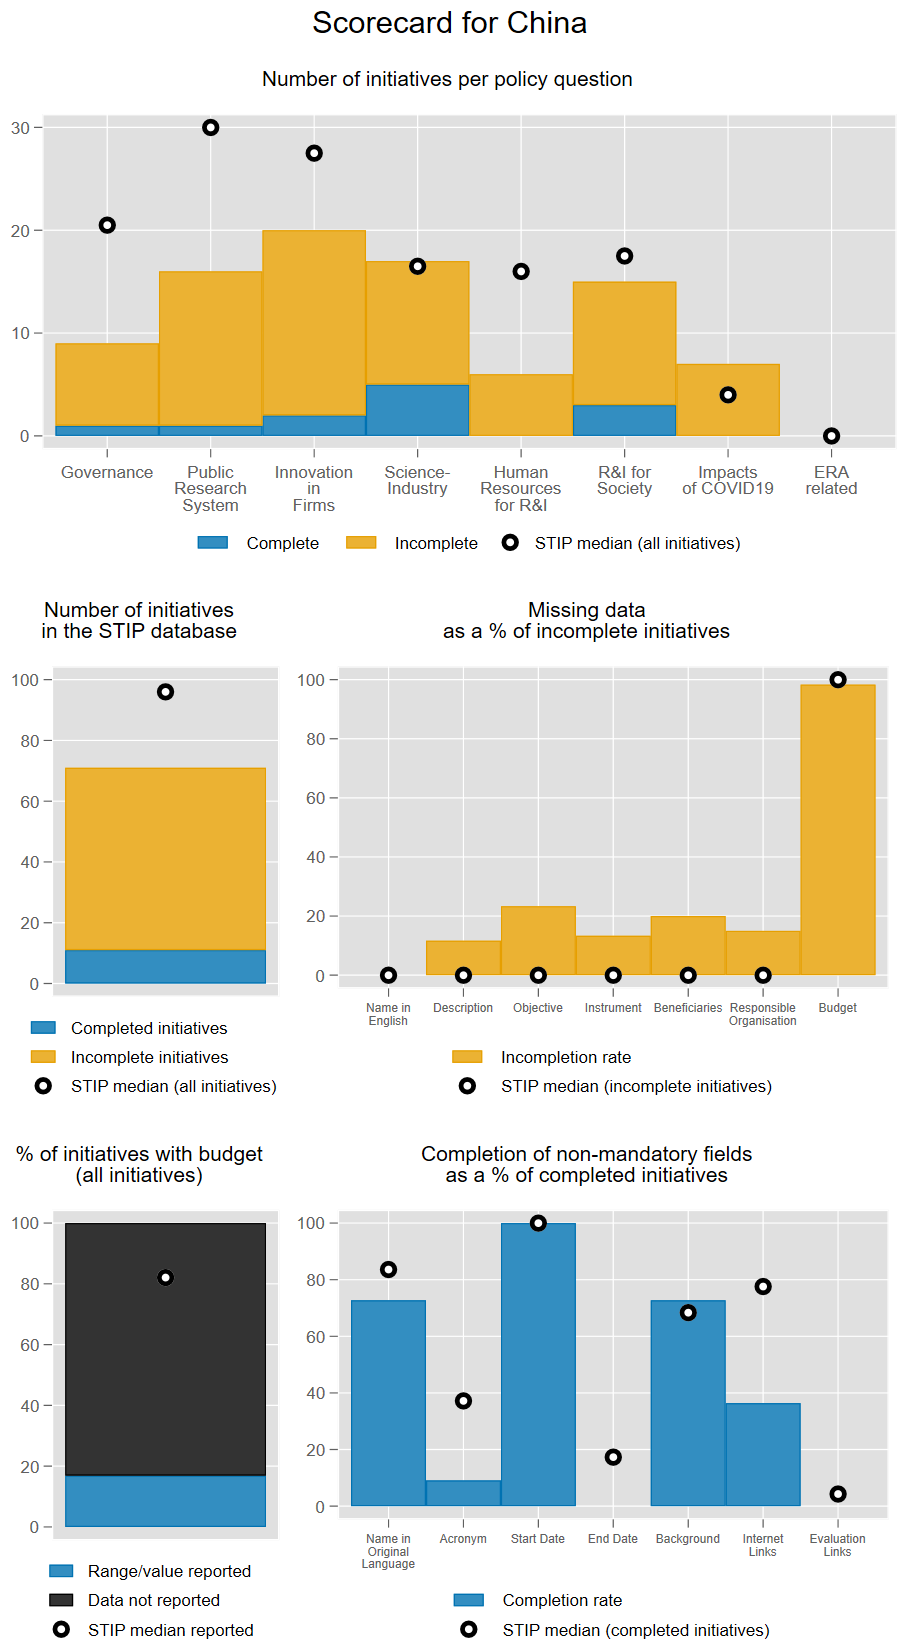 Scorecard for China
Number of initiatives per policy question
30
20
10
0
Governance
Public
Research
System
Innovation
in
Firms
Science-
Industry
Human
Resources
for R&I
R&I for
Society
Impacts
of COVID19
ERA
related
Complete
Incomplete
STIP median (all initiatives)
Number of initiatives
in the STIP database
100
80
60
40
20
0
Completed initiatives
Incomplete initiatives
STIP median (all initiatives)
Missing data
as a % of incomplete initiatives
100
80
60
40
20
0
Name in
English
Description
Objective
Instrument
Beneficiaries
Responsible
Organisation
Budget
Incompletion rate
STIP median (incomplete initiatives)
% of initiatives with budget
(all initiatives)
100
80
60
40
20
0
Range/value reported
Data not reported
STIP median reported
Completion of non-mandatory fields
as a % of completed initiatives
100
80
60
40
20
0
Name in
Original
Language
Acronym
Start Date
End Date
Background
Internet
Links
Evaluation
Links
Completion rate
STIP median (completed initiatives)